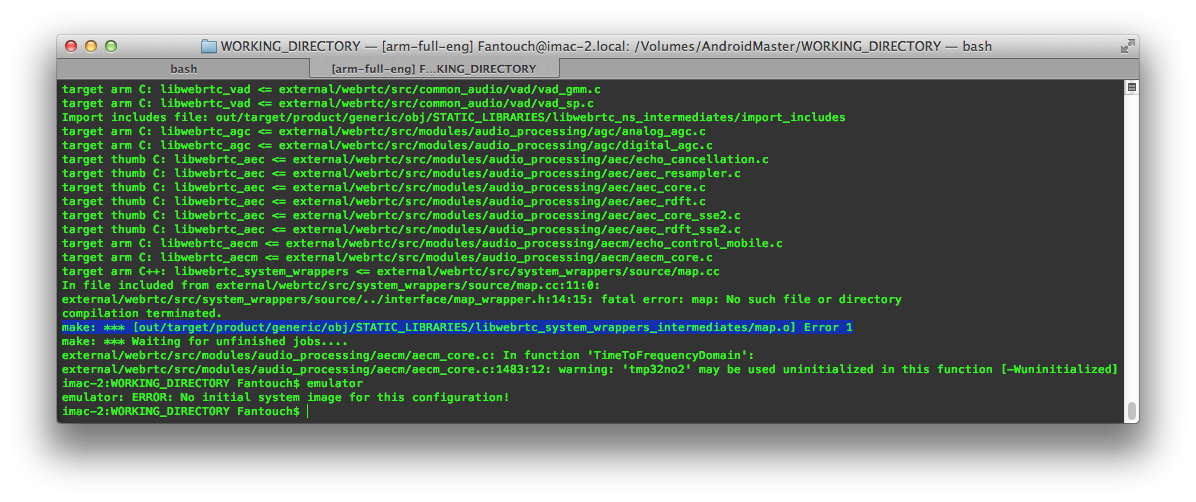 WORKING_DIRECTORY — [arm-full-eng] Fantouch@imac-2.local: /Volumes/AndroidMaster/WORKING_DIRECTORY — bash
bash
[arm-full-eng] F...KING_DIRECTORY
target arm C: libwebrtc_vad <= external/webrtc/src/common_audio/vad/vad_gmm.c
target arm C: libwebrtc_vad <= external/webrtc/src/common_audio/vad/vad_sp.c
Import includes file: out/target/product/generic/obj/STATIC_LIBRARIES/libwebrtc_ns_intermediates/import_includes
target arm C: libwebrtc_agc <= external/webrtc/src/modules/audio_processing/agc/analog_agc.c
target arm C: libwebrtc_agc <= external/webrtc/src/modules/audio_processing/agc/digital_agc.c
target thumb C: libwebrtc_aec <= external/webrtc/src/modules/audio_processing/aec/echo_cancellation.c
target thumb C: libwebrtc_aec <= external/webrtc/src/modules/audio_processing/aec/aec_resampler.c
target thumb C: libwebrtc_aec <= external/webrtc/src/modules/audio_processing/aec/aec_core.c
target thumb C: libwebrtc_aec <= external/webrtc/src/modules/audio_processing/aec/aec_rdft.c
target thumb C: libwebrtc_aec <= external/webrtc/src/modules/audio_processing/aec/aec_core_sse2.c
target thumb C: libwebrtc_aec <= external/webrtc/src/modules/audio_processing/aec/aec_rdft_sse2.c
target arm C: libwebrtc_aecm <= external/webrtc/src/modules/audio_processing/aecm/echo_control_mobile.c
target arm C: libwebrtc_aecm <= external/webrtc/src/modules/audio_processing/aecm/aecm_core.c
target arm C++: libwebrtc_system_wrappers <= external/webrtc/src/system_wrappers/source/map.cc
In file included from external/webrtc/src/system_wrappers/source/map.cc:11:0:
external/webrtc/src/system_wrappers/source/../interface/map_wrapper.h:14:15: fatal error: map: No such file or directory
compilation terminated.
make: *** [out/target/product/generic/obj/STATIC_LIBRARIES/libwebrtc_system_wrappers_intermediates/map.o] Error 1
make: *** Waiting for unfinished jobs....
external/webrtc/src/modules/audio_processing/aecm/aecm_core.c: In function 'TimeToFrequencyDomain':
external/webrtc/src/modules/audio_processing/aecm/aecm_core.c:1483:12: warning: 'tmp32no2' may be used uninitialized in this function [-Wuninitialized]
imac-2:WORKING_DIRECTORY Fantouch$ emulator
emulator: ERROR: No initial system image for this configuration!
imac-2:WORKING_DIRECTORY Fantouch$